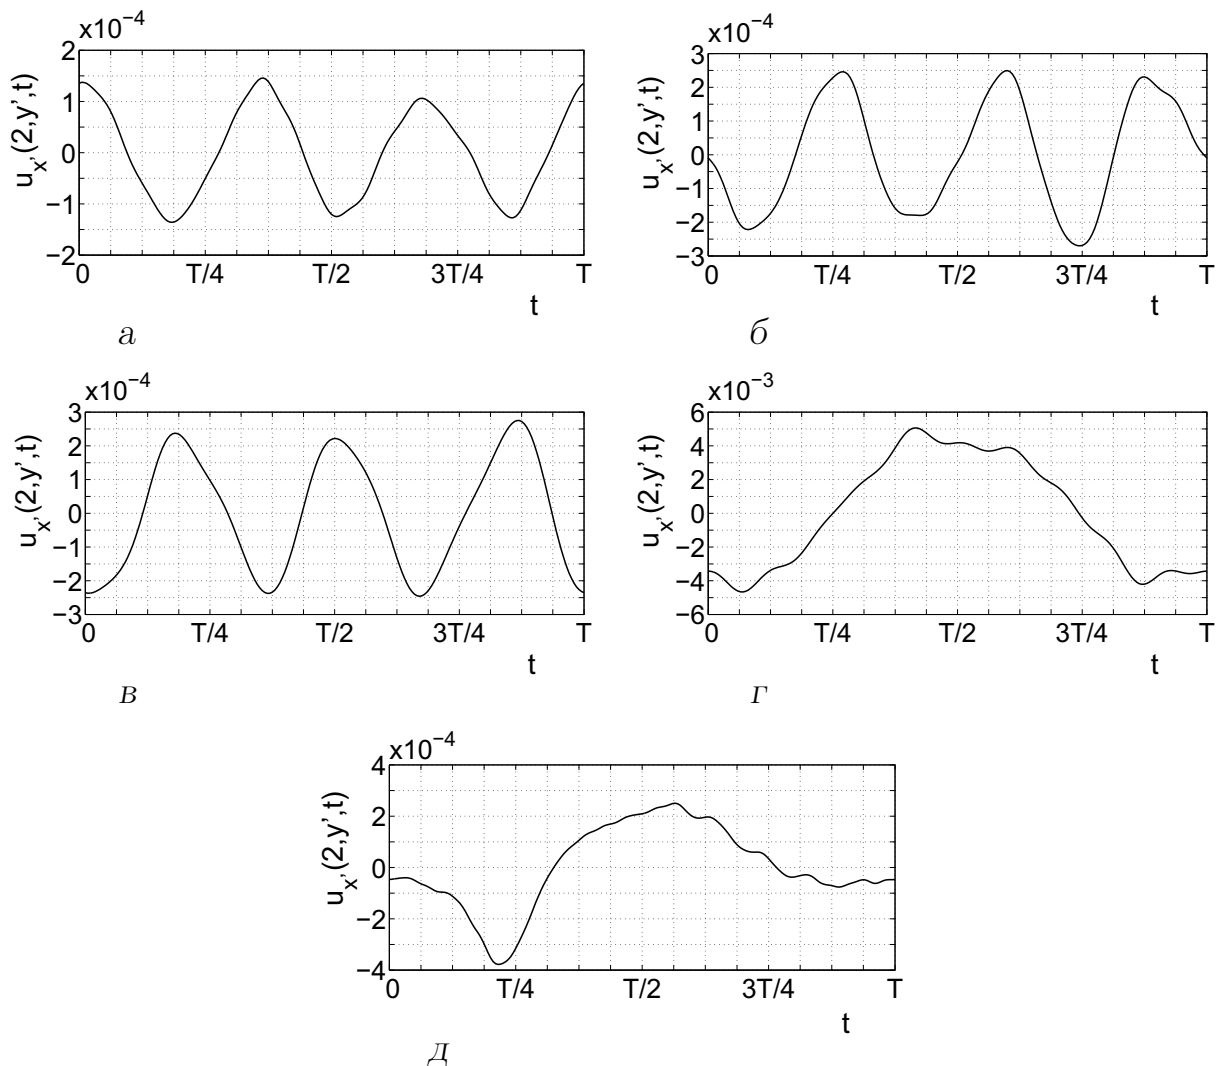 x10⁻⁴
2
1
0
−1
−2
u_x'(2,y',t)
0 T/4 T/2 3T/4 T
t
а
x10⁻⁴
3
2
1
0
−1
−2
−3
u_x'(2,y',t)
0 T/4 T/2 3T/4 T
t
б
x10⁻⁴
3
2
1
0
−1
−2
−3
u_x'(2,y',t)
0 T/4 T/2 3T/4 T
t
в
x10⁻³
6
4
2
0
−2
−4
−6
u_x'(2,y',t)
0 T/4 T/2 3T/4 T
t
г
x10⁻⁴
4
2
0
−2
−4
u_x'(2,y',t)
0 T/4 T/2 3T/4 T
t
д